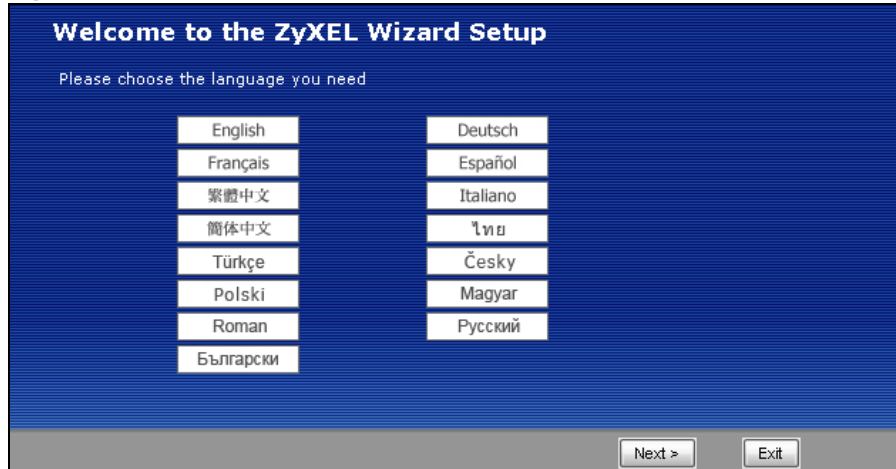 Welcome to the ZyXEL Wizard Setup
Please choose the language you need
English
Deutsch
Français
Español
繁體中文
Italiano
简体中文
ไทย
Türkçe
Česky
Polski
Magyar
Roman
Русский
Български
Next >
Exit